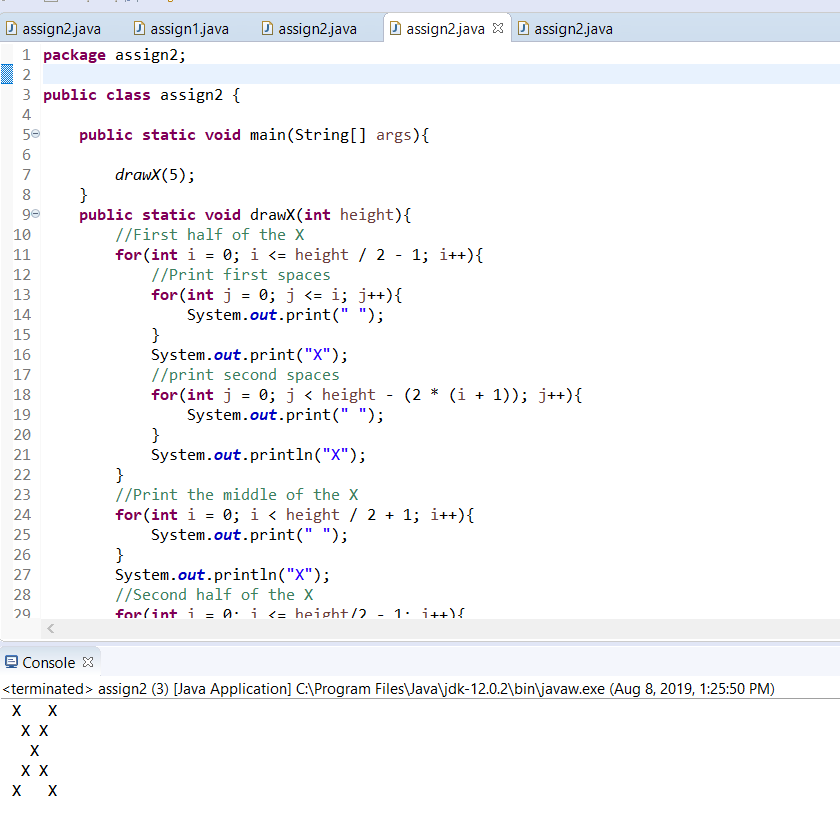 assign2.java assign1.java assign2.java assign2.java assign2.java
1 package assign2;
2
3 public class assign2 {
4
5 public static void main(String[] args){
6
7 drawX(5);
8 }
9 public static void drawX(int height){
10 //First half of the X
11 for(int i = 0; i <= height / 2 - 1; i++){
12 //Print first spaces
13 for(int j = 0; j <= i; j++){
14 System.out.print(" ");
15 }
16 System.out.print("X");
17 //print second spaces
18 for(int j = 0; j < height - (2 * (i + 1)); j++){
19 System.out.print(" ");
20 }
21 System.out.println("X");
22 }
23 //Print the middle of the X
24 for(int i = 0; i < height / 2 + 1; i++){
25 System.out.print(" ");
26 }
27 System.out.println("X");
28 //Second half of the X
29 for(int i = 0; i <= height/2 - 1; i++){
Console
<terminated> assign2 (3) [Java Application] C:\Program Files\Java\jdk-12.0.2\bin\javaw.exe (Aug 8, 2019, 1:25:50 PM)
X   X
 X X
  X
 X X
X   X